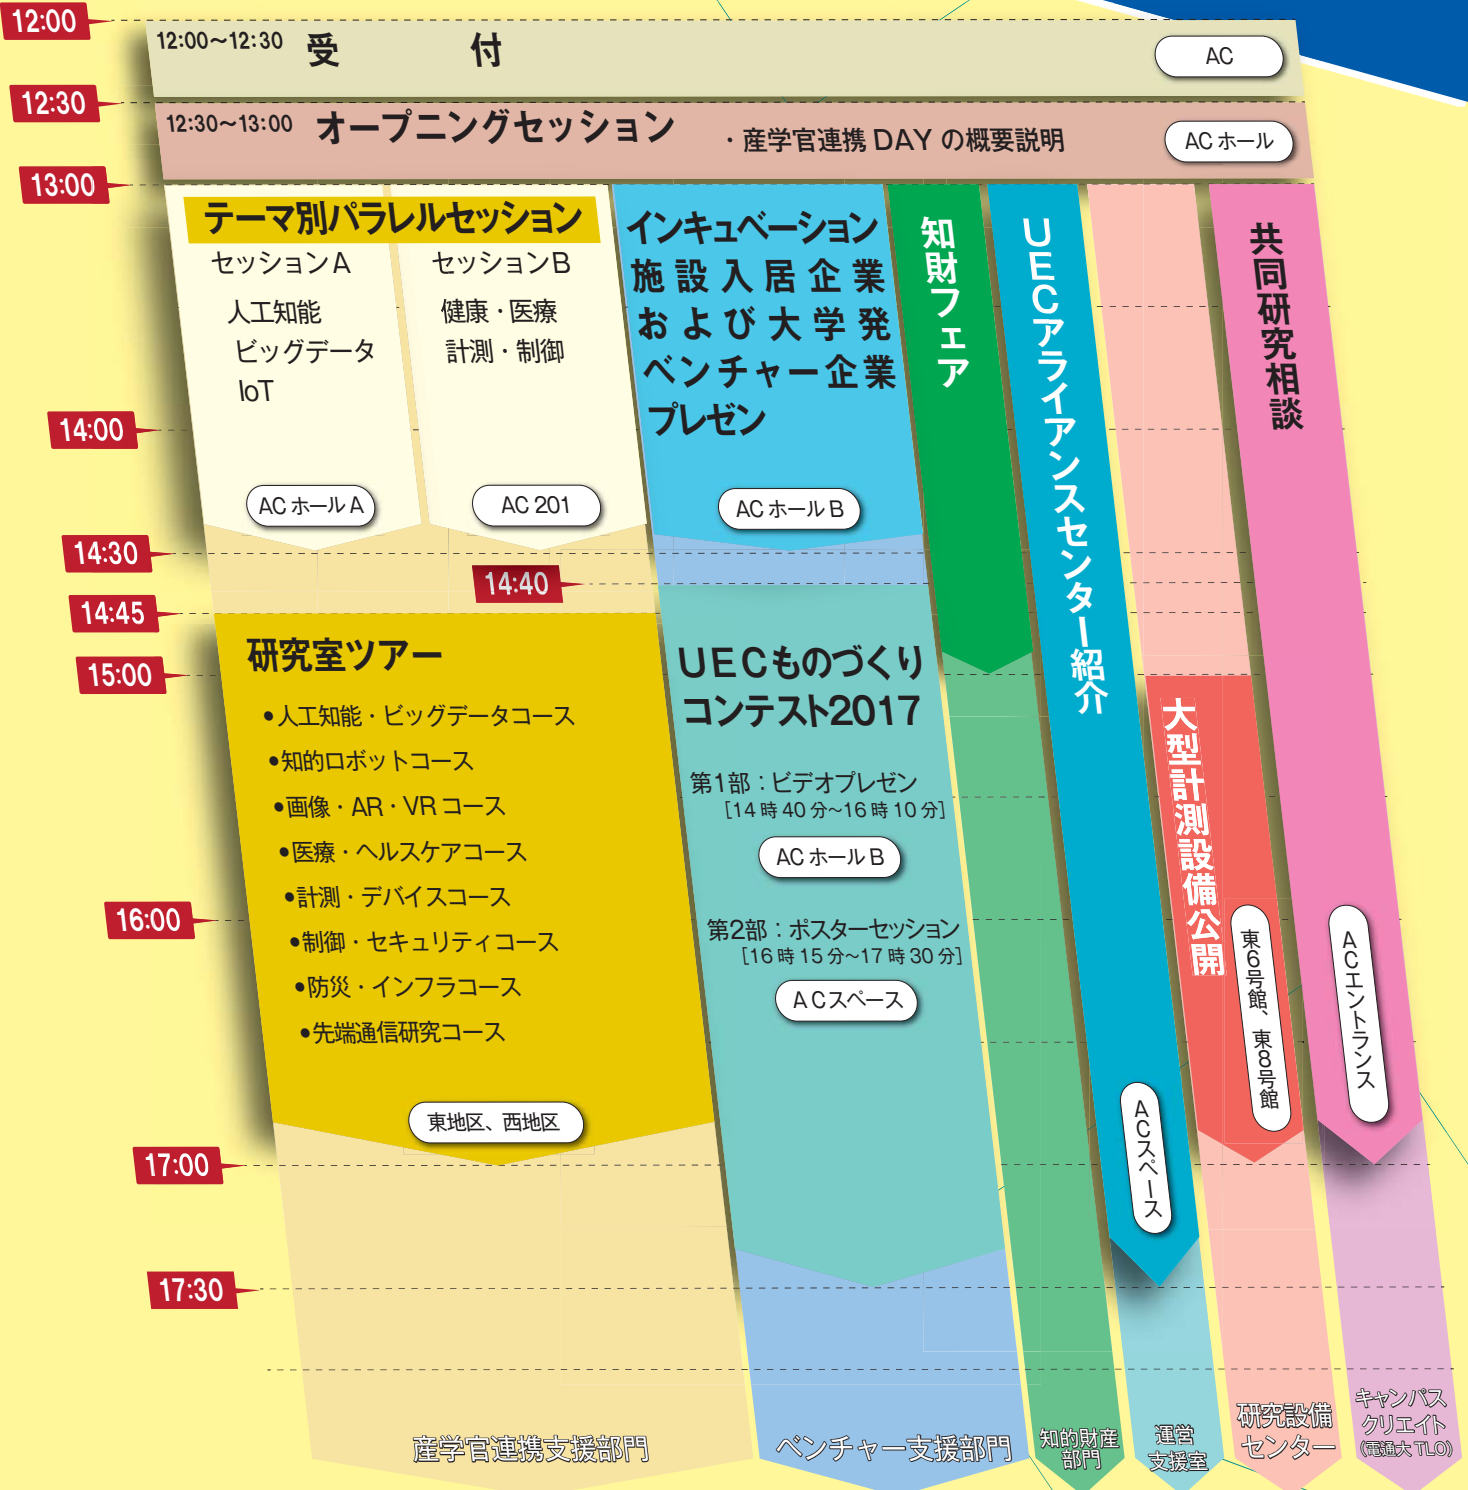 12:00
12:00～12:30 受 付
AC
12:30
12:30～13:00 オープニングセッション ・産学官連携 DAY の概要説明
AC ホール
13:00
テーマ別パラレルセッション
セッションA
人工知能
ビッグデータ
IoT
AC ホール A
セッションB
健康・医療
計測・制御
AC 201
インキュベーション
施設入居企業
および大学発
ベンチャー企業
プレゼン
AC ホール B
知財フェア
UECアライアンスセンター紹介
ACスペース
大型計測設備公開
東6号館、東8号館
共同研究相談
ACエントランス
14:00
14:30
14:40
14:45
15:00
研究室ツアー
•人工知能・ビッグデータコース
•知的ロボットコース
•画像・AR・VR コース
•医療・ヘルスケアコース
•計測・デバイスコース
•制御・セキュリティコース
•防災・インフラコース
•先端通信研究コース
東地区、西地区
UECものづくり
コンテスト2017
第1部：ビデオプレゼン
［14 時 40 分～16 時 10 分］
AC ホール B
第2部：ポスターセッション
［16 時 15 分～17 時 30 分］
ACスペース
16:00
17:00
17:30
産学官連携支援部門
ベンチャー支援部門
知的財産
部門
運営
支援室
研究設備
センター
キャンパス
クリエイト
(電通大 TLO)